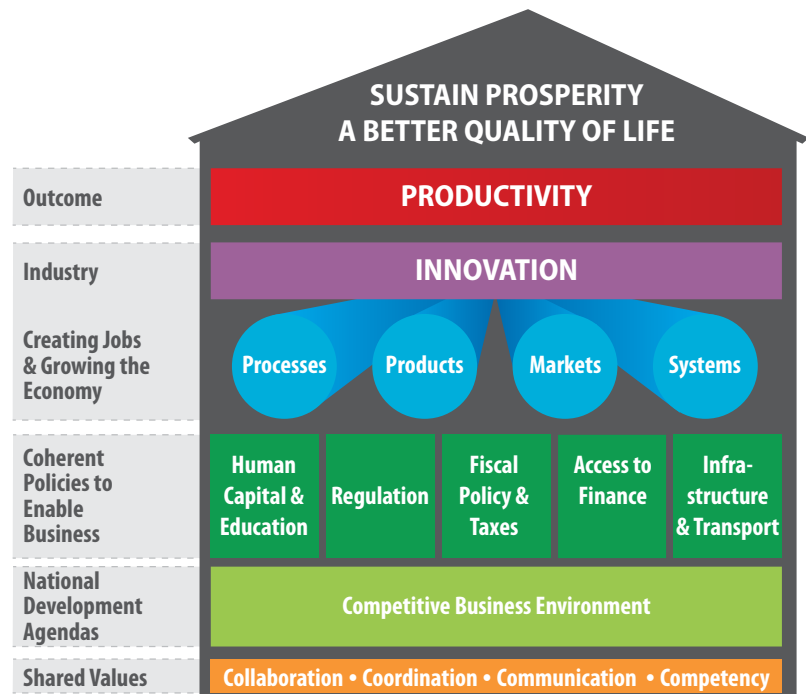 SUSTAIN PROSPERITY
A BETTER QUALITY OF LIFE
Outcome
PRODUCTIVITY
Industry
INNOVATION
Creating Jobs
& Growing the
Economy
Processes
Products
Markets
Systems
Coherent
Policies to
Enable
Business
Human
Capital &
Education
Regulation
Fiscal
Policy &
Taxes
Access to
Finance
Infra-
structure
& Transport
National
Development
Agendas
Competitive Business Environment
Shared Values
Collaboration • Coordination • Communication • Competency